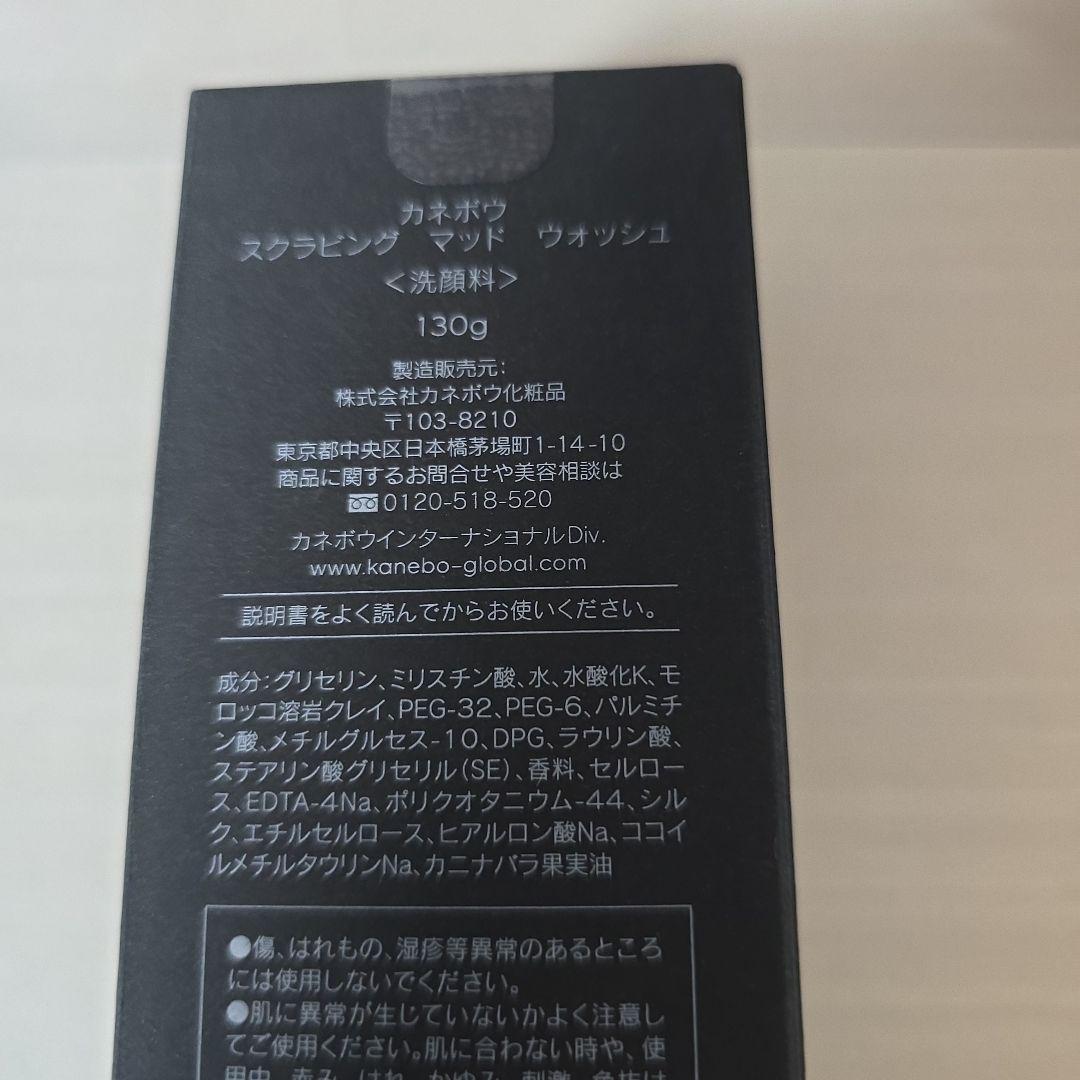 カネボウ
スクラビング　マッド　ウォッシュ
＜洗顔料＞
130g
製造販売元：
株式会社カネボウ化粧品
〒103-8210
東京都中央区日本橋茅場町1-14-10
商品に関するお問合せや美容相談は
0120-518-520
カネボウインターナショナルDiv.
www.kanebo-global.com
説明書をよく読んでからお使いください。
成分：グリセリン、ミリスチン酸、水、水酸化K、モ
ロッコ溶岩クレイ、PEG-32、PEG-6、パルミチ
ン酸、メチルグルセス-10、DPG、ラウリン酸、
ステアリン酸グリセリル（SE）、香料、セルロー
ス、EDTA-4Na、ポリクオタニウム-44、シル
ク、エチルセルロース、ヒアルロン酸Na、ココイ
ルメチルタウリンNa、カニナバラ果実油
●傷、はれもの、湿疹等異常のあるところ
には使用しないでください。
●肌に異常が生じていないかよく注意し
てご使用ください。肌に合わない時や、使
用中、赤み、はれ、かゆみ、刺激、色抜け